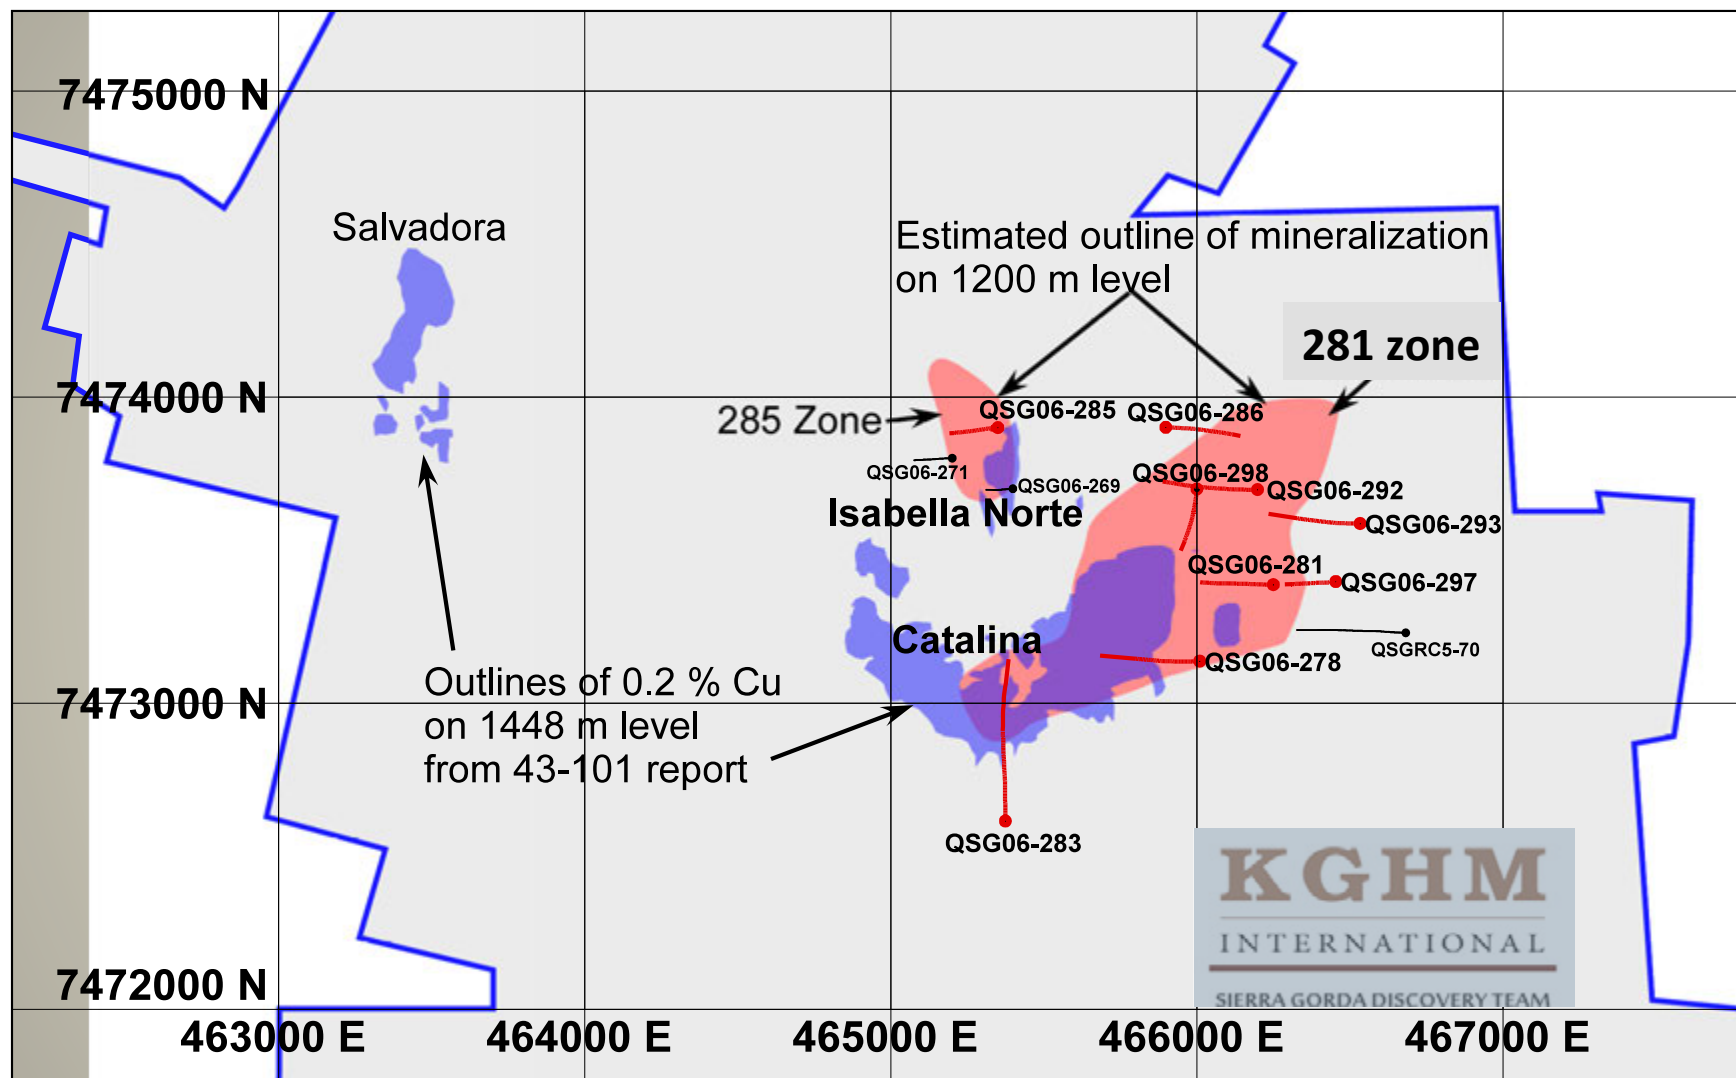 7475000 N
Salvadora
Estimated outline of mineralization
on 1200 m level
281 zone
7474000 N
285 Zone
QSG06-285
QSG06-286
QSG06-271
QSG06-269
QSG06-298
QSG06-292
Isabella Norte
QSG06-293
QSG06-281
QSG06-297
Catalina
QSGRC5-70
QSG06-278
Outlines of 0.2 % Cu
on 1448 m level
from 43-101 report
7473000 N
QSG06-283
KGHM
INTERNATIONAL
SIERRA GORDA DISCOVERY TEAM
7472000 N
463000 E
464000 E
465000 E
466000 E
467000 E